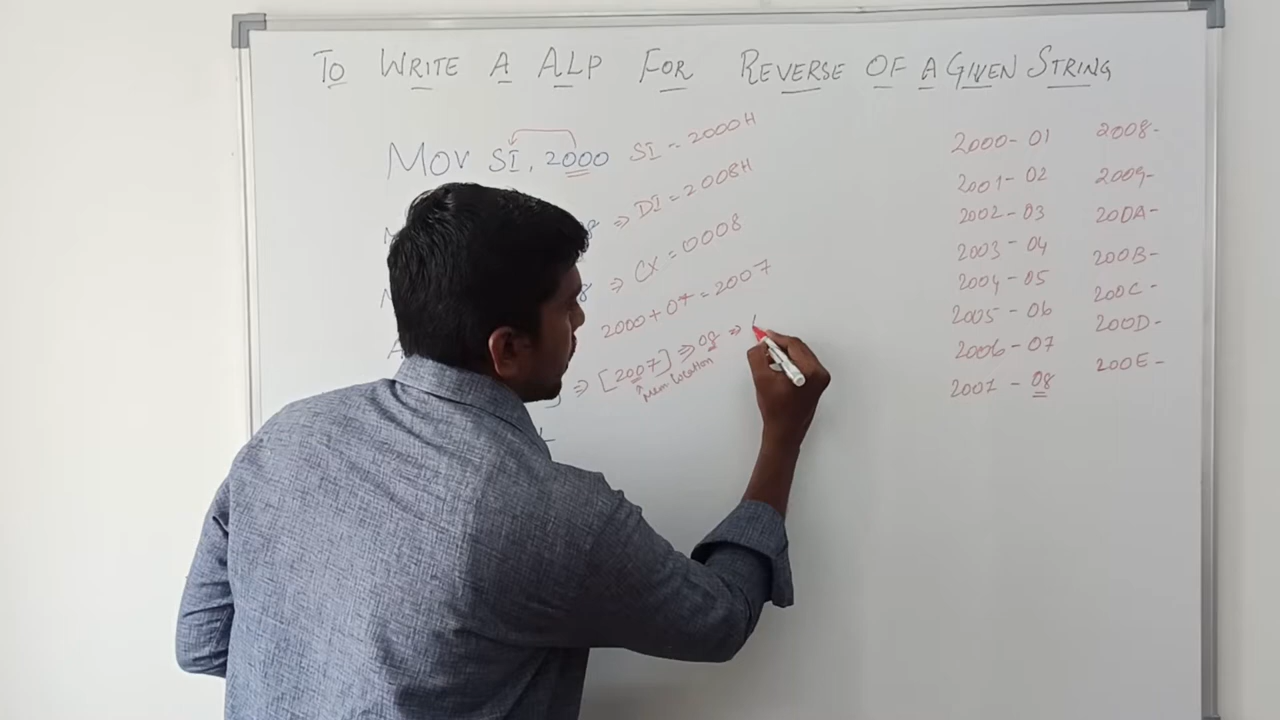 TO WRITE A ALP FOR REVERSE OF A GIVEN STRING
MOV SI, 2000 SI = 2000H
⇒ DI = 2008H
⇒ CX = 0008
2000 + 07 = 2007
⇒ [2007] ⇒ 08 ⇒
Mem location
2000 - 01
2001 - 02
2002 - 03
2003 - 04
2004 - 05
2005 - 06
2006 - 07
2007 - 08
2008 -
2009 -
200A -
200B -
200C -
200D -
200E -